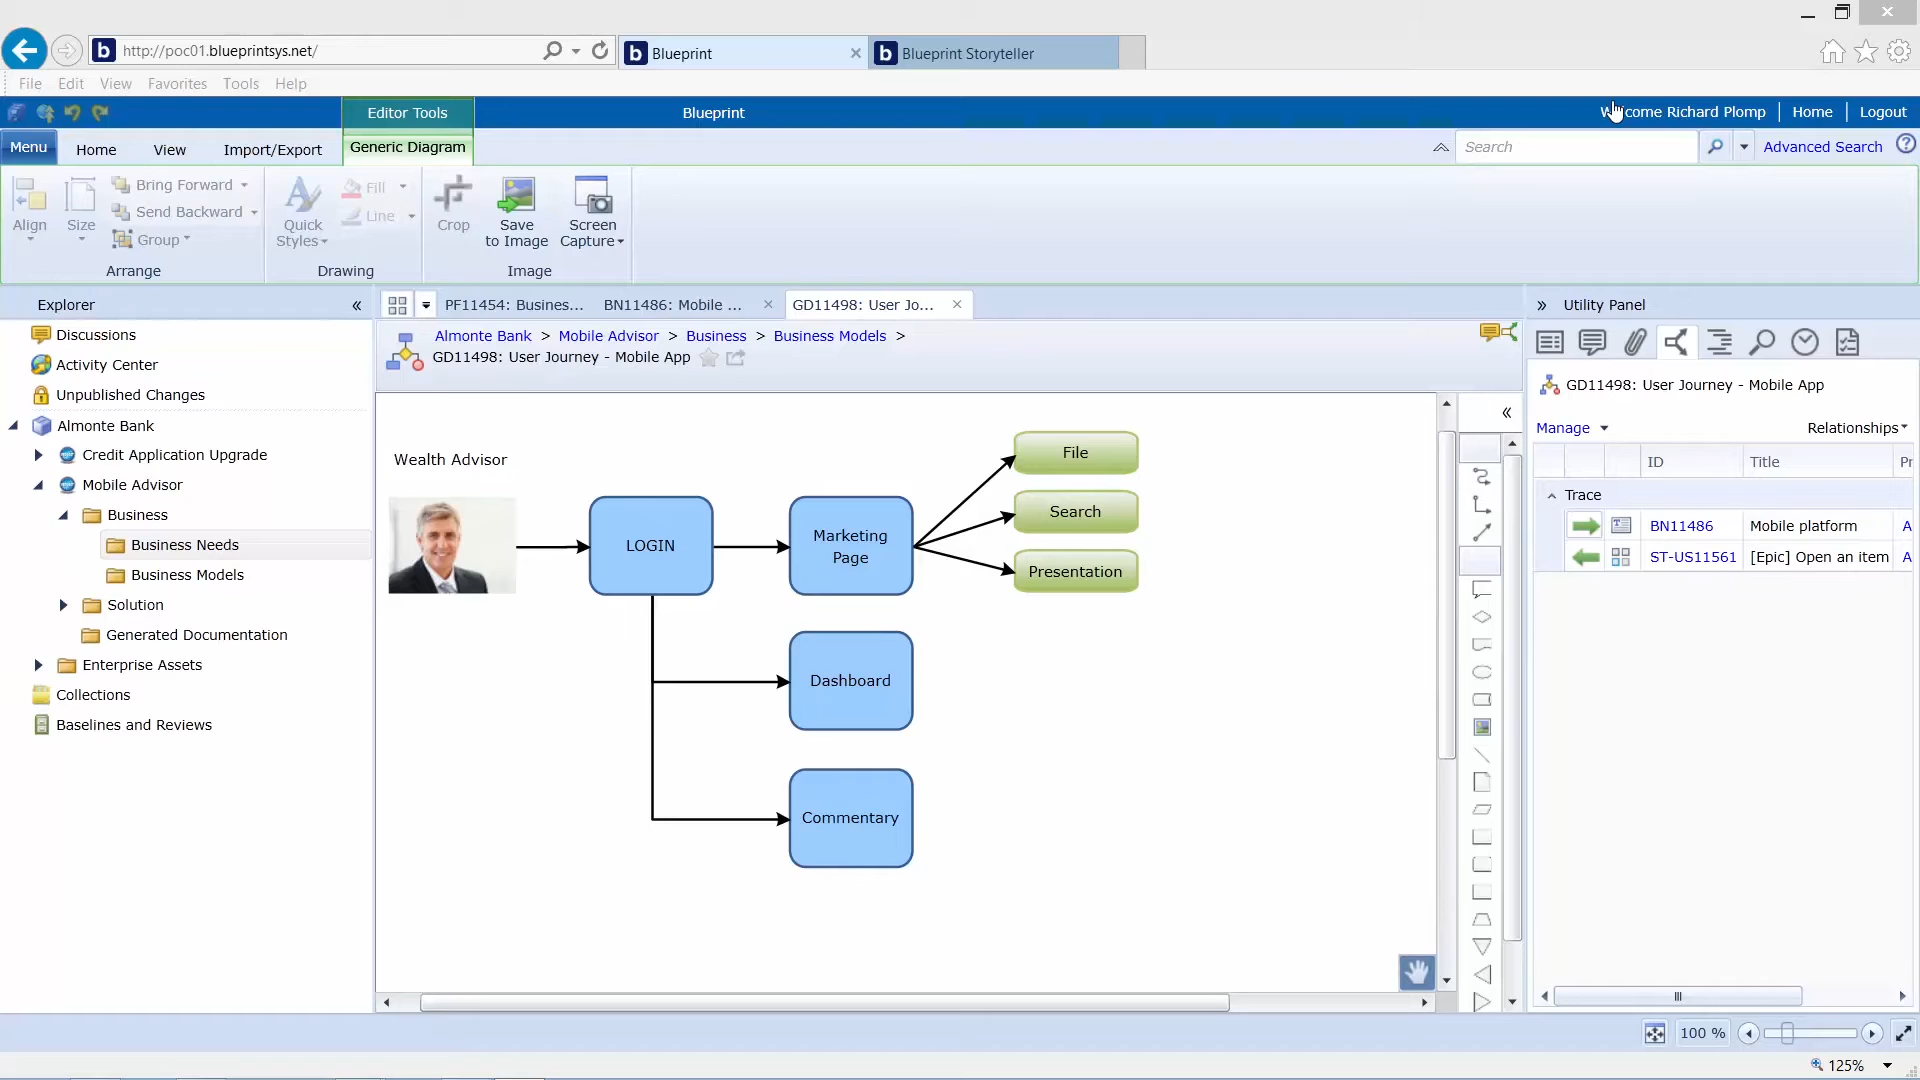 http://poc01.blueprintsys.net/
Blueprint
Blueprint Storyteller
File Edit View Favorites Tools Help
Editor Tools
Blueprint
Welcome Richard Plomp | Home | Logout
Menu Home View Import/Export Generic Diagram
Search
Advanced Search
Align
Size
Bring Forward
Send Backward
Group
Arrange
Quick Styles
Fill
Line
Drawing
Crop
Save to Image
Screen Capture
Image
Explorer
Discussions
Activity Center
Unpublished Changes
Almonte Bank
Credit Application Upgrade
Mobile Advisor
Business
Business Needs
Business Models
Solution
Generated Documentation
Enterprise Assets
Collections
Baselines and Reviews
PF11454: Busines...
BN11486: Mobile ...
GD11498: User Jo...
Almonte Bank > Mobile Advisor > Business > Business Models >
GD11498: User Journey - Mobile App
Wealth Advisor
LOGIN
Marketing
Page
File
Search
Presentation
Dashboard
Commentary
Utility Panel
GD11498: User Journey - Mobile App
Manage
Relationships
ID Title Pr
Trace
BN11486 Mobile platform A
ST-US11561 [Epic] Open an item A
100 %
125%